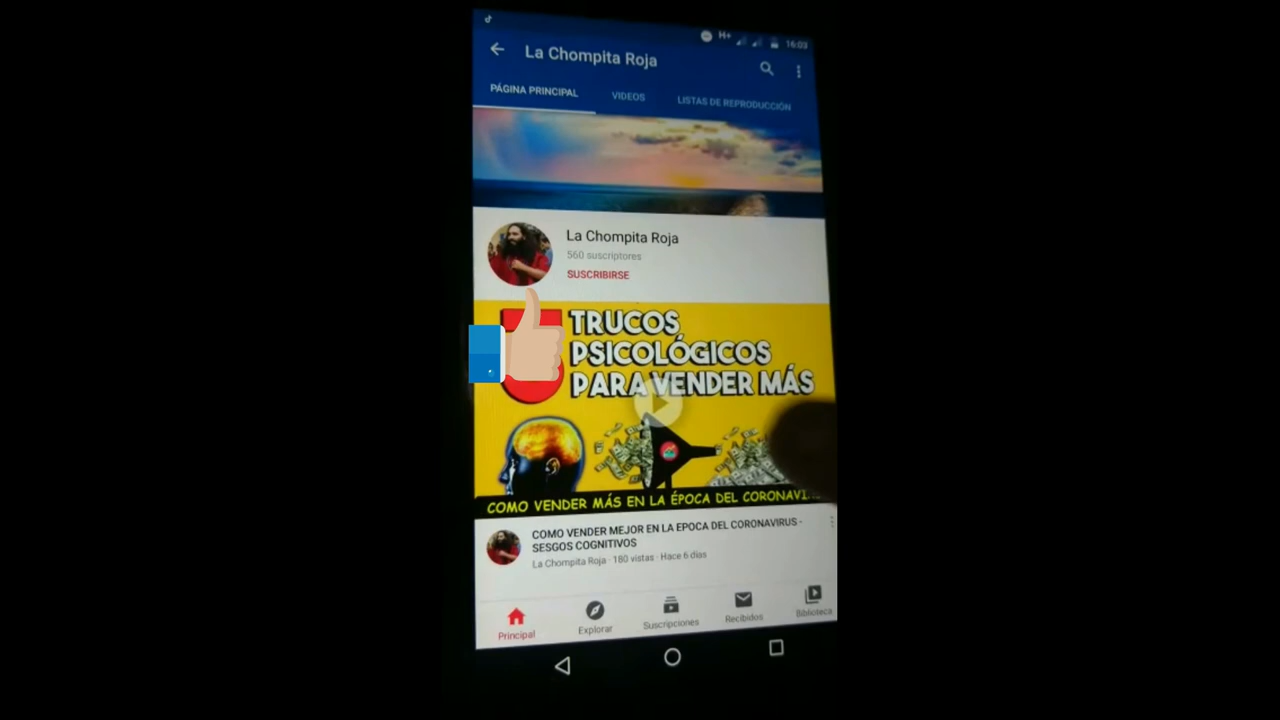 H+ 16:03
La Chompita Roja
PÁGINA PRINCIPAL VIDEOS LISTAS DE REPRODUCCIÓN
La Chompita Roja
560 suscriptores
SUSCRIBIRSE
TRUCOS
PSICOLÓGICOS
PARA VENDER MÁS
COMO VENDER MÁS EN LA ÉPOCA DEL CORONAVI...
COMO VENDER MEJOR EN LA EPOCA DEL CORONAVIRUS -
SESGOS COGNITIVOS
La Chompita Roja · 180 vistas · Hace 6 días
Principal Explorar Suscripciones Recibidos Biblioteca